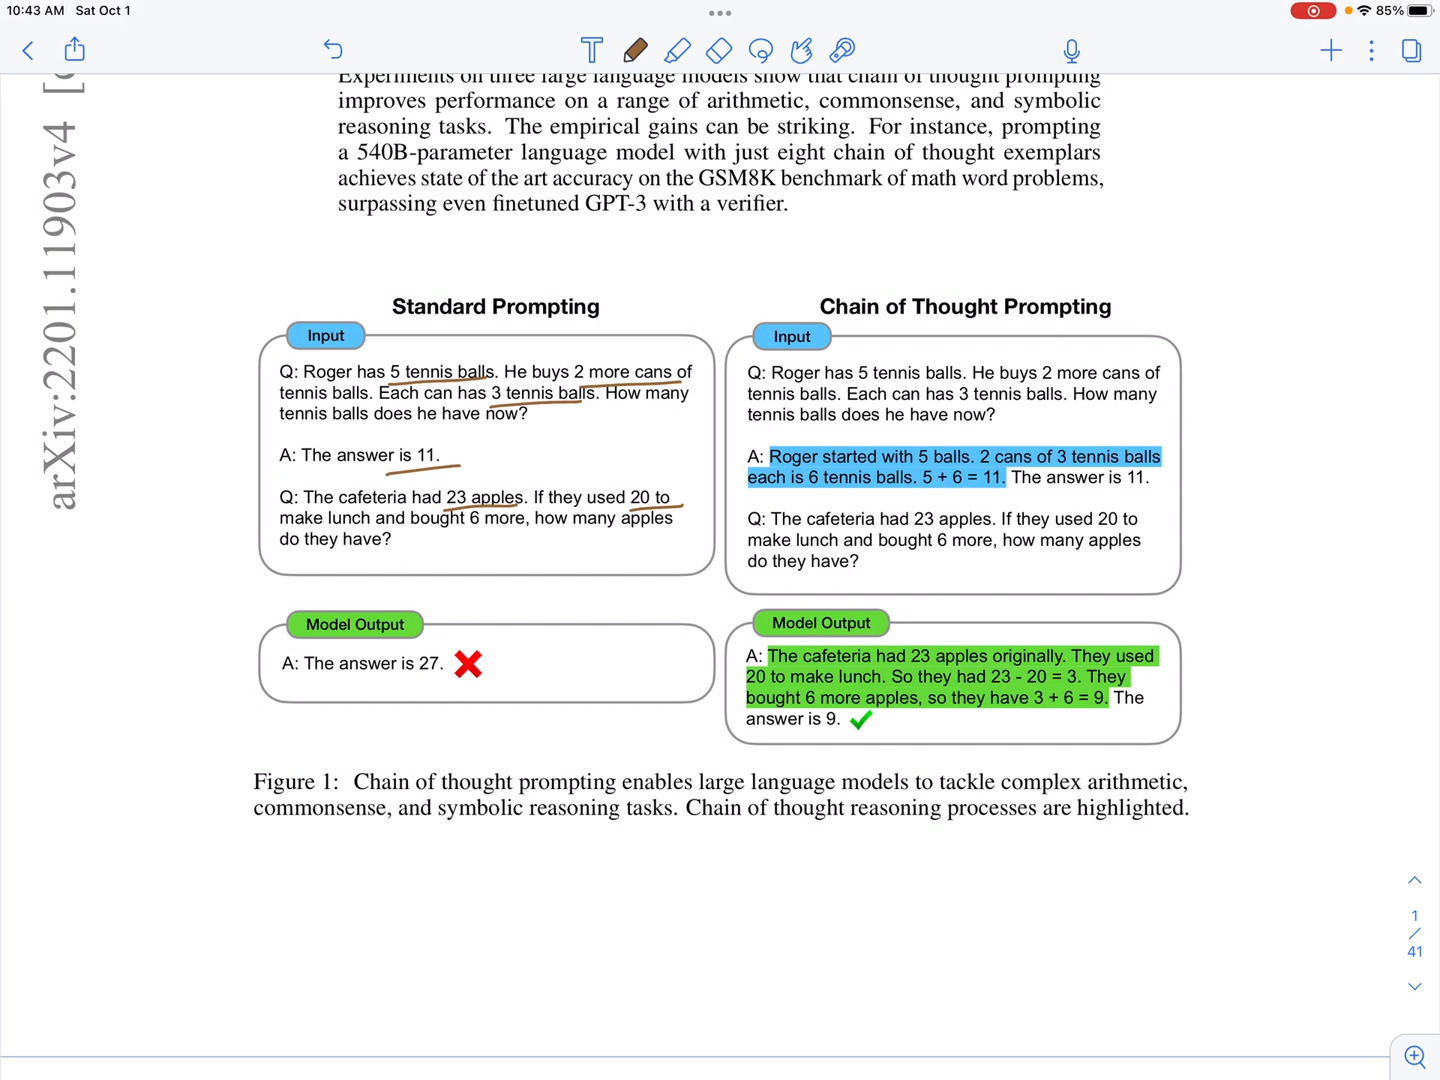 10:43 AM Sat Oct 1
85%
arXiv:2201.11903v4
Experiments on three large language models show that chain of thought prompting
improves performance on a range of arithmetic, commonsense, and symbolic
reasoning tasks. The empirical gains can be striking. For instance, prompting
a 540B-parameter language model with just eight chain of thought exemplars
achieves state of the art accuracy on the GSM8K benchmark of math word problems,
surpassing even finetuned GPT-3 with a verifier.
Standard Prompting
Input
Q: Roger has 5 tennis balls. He buys 2 more cans of
tennis balls. Each can has 3 tennis balls. How many
tennis balls does he have now?
A: The answer is 11.
Q: The cafeteria had 23 apples. If they used 20 to
make lunch and bought 6 more, how many apples
do they have?
Model Output
A: The answer is 27.
Chain of Thought Prompting
Input
Q: Roger has 5 tennis balls. He buys 2 more cans of
tennis balls. Each can has 3 tennis balls. How many
tennis balls does he have now?
A: Roger started with 5 balls. 2 cans of 3 tennis balls
each is 6 tennis balls. 5 + 6 = 11. The answer is 11.
Q: The cafeteria had 23 apples. If they used 20 to
make lunch and bought 6 more, how many apples
do they have?
Model Output
A: The cafeteria had 23 apples originally. They used
20 to make lunch. So they had 23 - 20 = 3. They
bought 6 more apples, so they have 3 + 6 = 9. The
answer is 9.
Figure 1: Chain of thought prompting enables large language models to tackle complex arithmetic,
commonsense, and symbolic reasoning tasks. Chain of thought reasoning processes are highlighted.
1
/
41